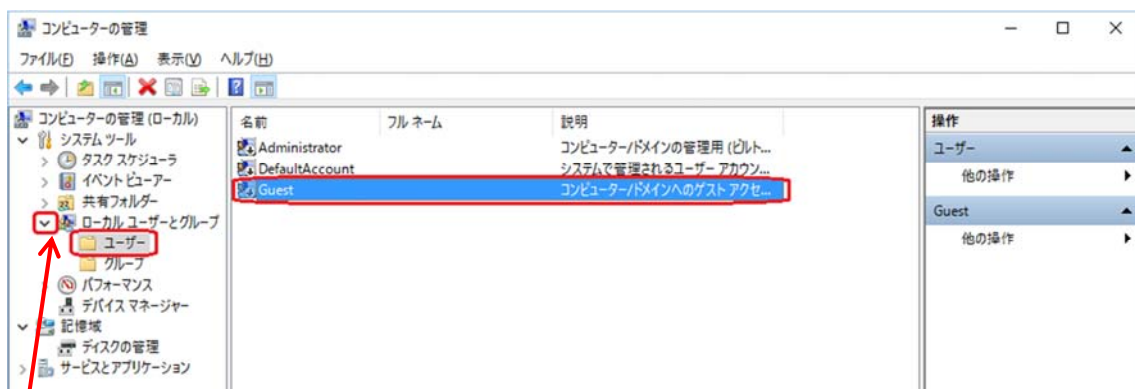 コンピューターの管理
ファイル(F) 操作(A) 表示(V) ヘルプ(H)
コンピューターの管理 (ローカル)
システム ツール
タスク スケジューラ
イベント ビューアー
共有フォルダー
ローカル ユーザーとグループ
ユーザー
グループ
パフォーマンス
デバイス マネージャー
記憶域
ディスクの管理
サービスとアプリケーション
名前 フル ネーム 説明
Administrator コンピューター/ドメインの管理用 (ビルト...
DefaultAccount システムで管理されるユーザー アカウン...
Guest コンピューター/ドメインへのゲスト アクセ...
操作
ユーザー
他の操作
Guest
他の操作